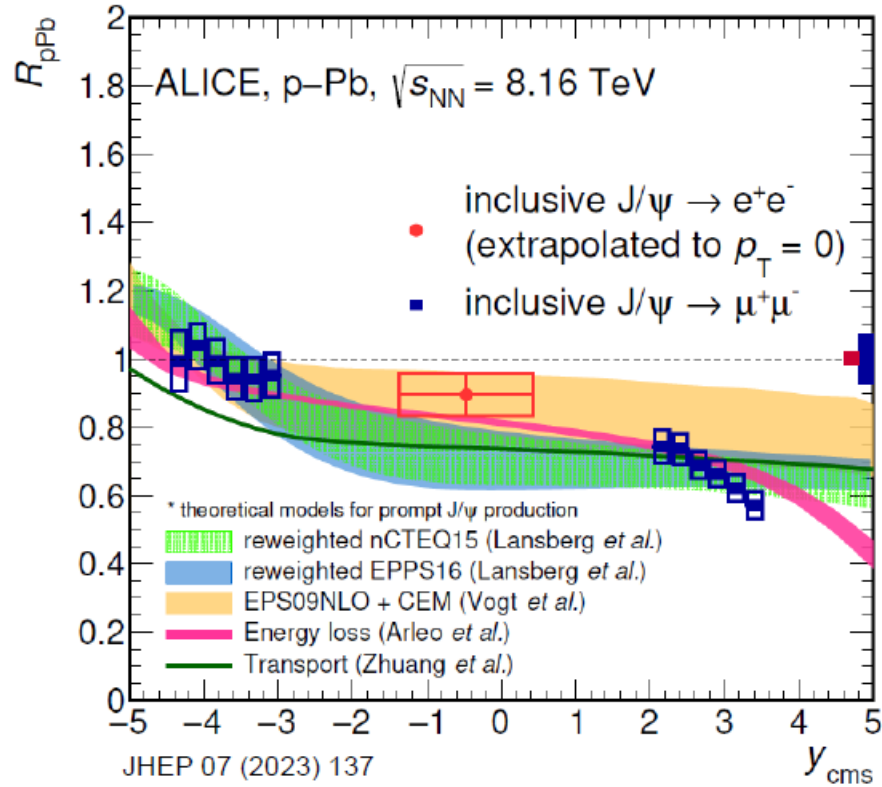 R_pPb
2
1.8
1.6
1.4
1.2
1
0.8
0.6
0.4
0.2
0
ALICE, p–Pb, √s_NN = 8.16 TeV
inclusive J/ψ → e⁺e⁻
(extrapolated to p_T = 0)
inclusive J/ψ → μ⁺μ⁻
* theoretical models for prompt J/ψ production
reweighted nCTEQ15 (Lansberg et al.)
reweighted EPPS16 (Lansberg et al.)
EPS09NLO + CEM (Vogt et al.)
Energy loss (Arleo et al.)
Transport (Zhuang et al.)
−5 −4 −3 −2 −1 0 1 2 3 4 5
y_cms
JHEP 07 (2023) 137